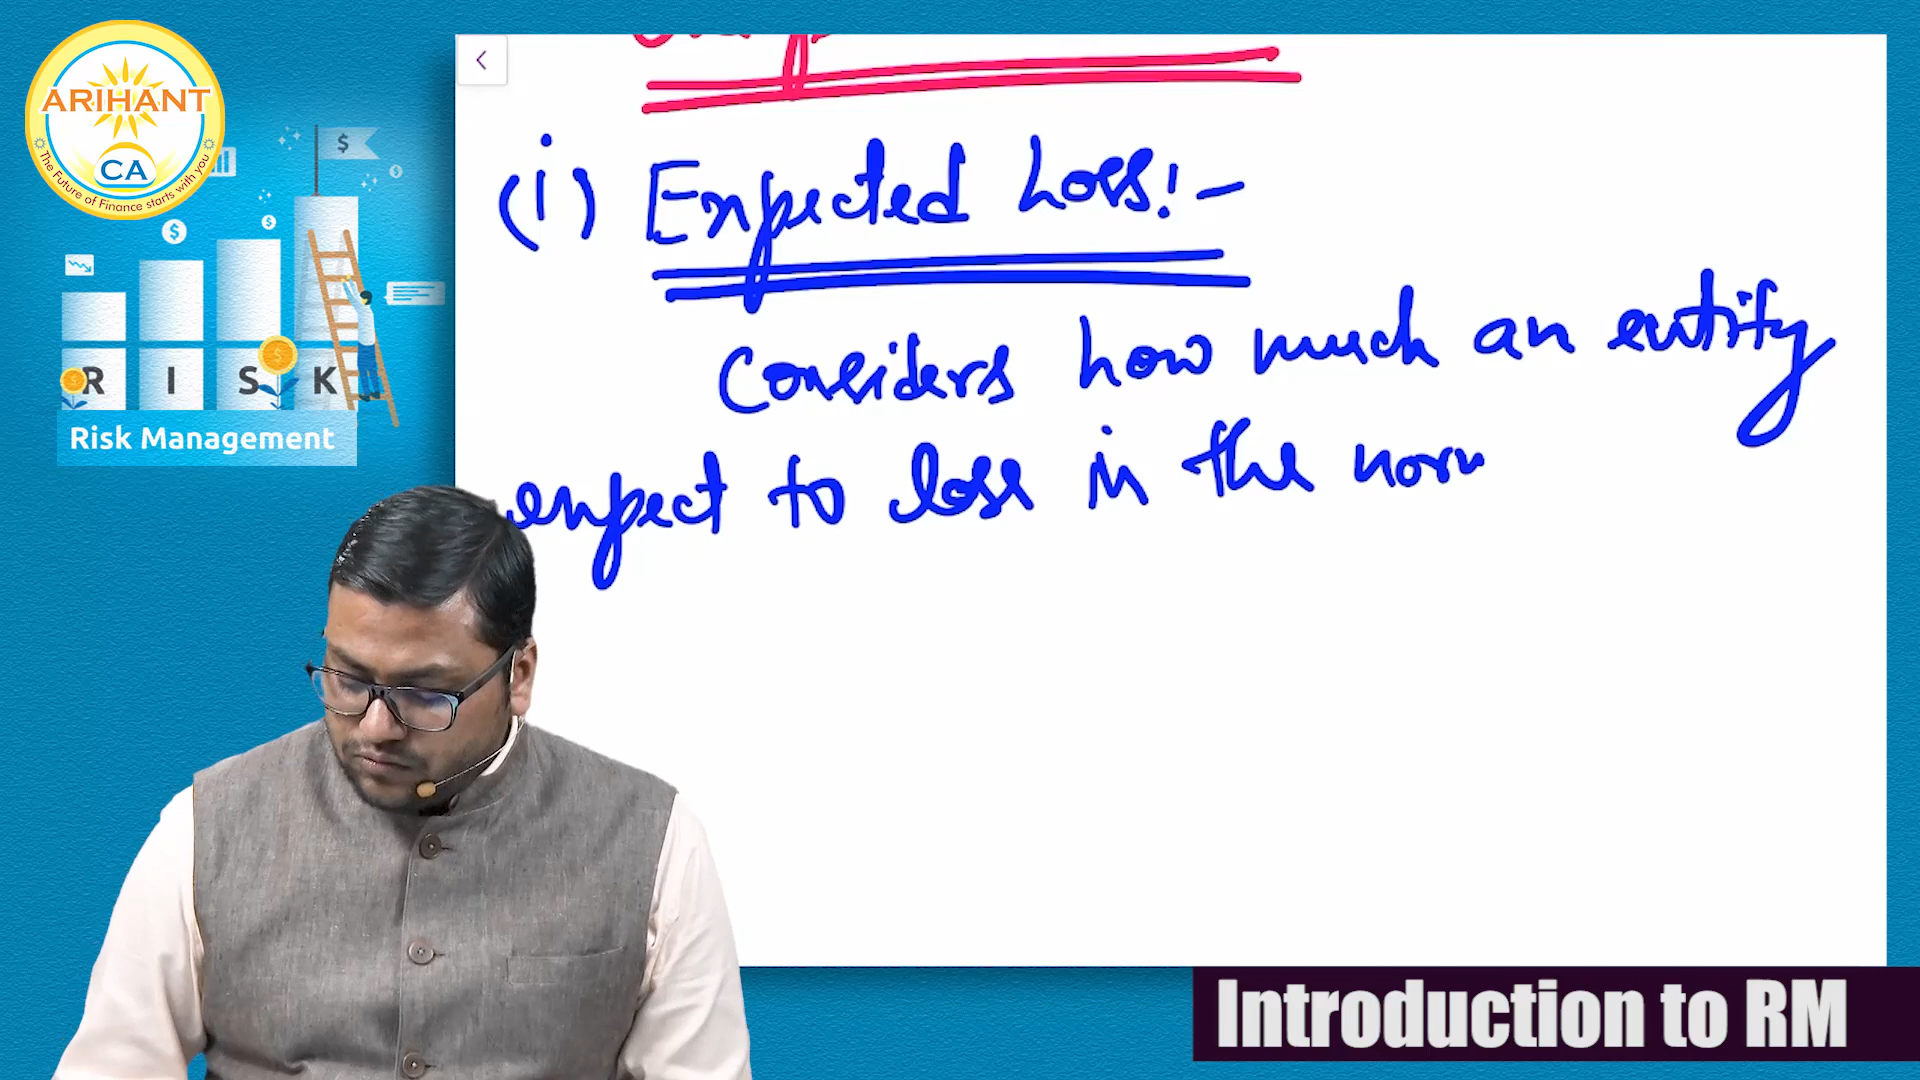 ARIHANT
CA
The Future of Finance starts with you
$
$
$
$
$
R I S K
Risk Management
(i) Expected Loss:-
Considers how much an entity
expect to loss in the norm
Introduction to RM